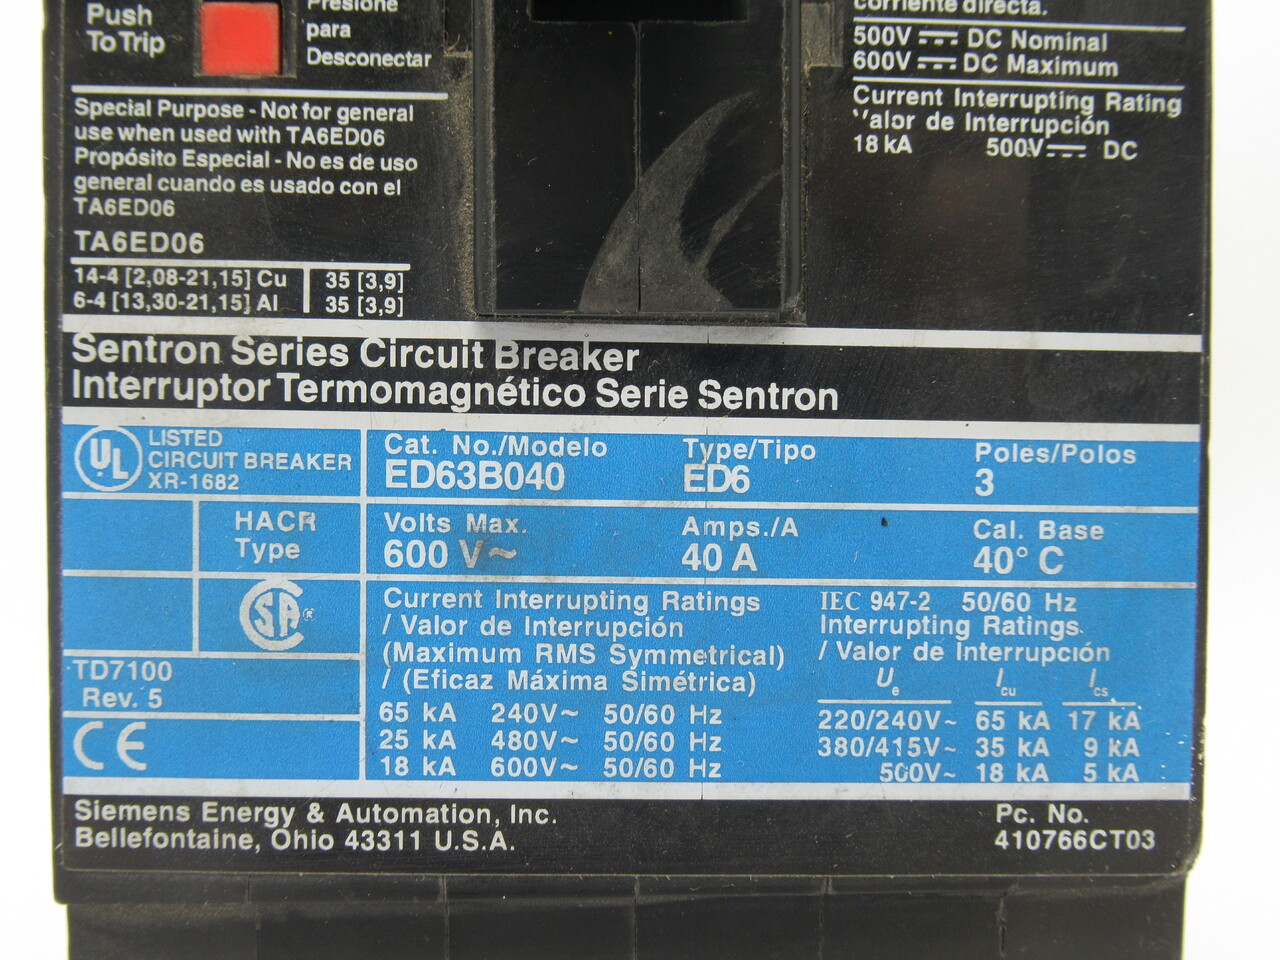 Push
To Trip
Presione
para
Desconectar
Special Purpose - Not for general
use when used with TA6ED06
Propósito Especial - No es de uso
general cuando es usado con el
TA6ED06
TA6ED06
14-4 [2,08-21,15] Cu 35 [3,9]
6-4 [13,30-21,15] Al 35 [3,9]
corriente directa.
500V DC Nominal
600V DC Maximum
Current Interrupting Rating
Valor de Interrupción
18 kA 500V DC
Sentron Series Circuit Breaker
Interruptor Termomagnético Serie Sentron
UL LISTED
CIRCUIT BREAKER
XR-1682
HACR
Type
SA
TD7100
Rev. 5
CE
Cat. No./Modelo Type/Tipo Poles/Polos
ED63B040 ED6 3
Volts Max. Amps./A Cal. Base
600 V~ 40 A 40° C
Current Interrupting Ratings
/ Valor de Interrupción
(Maximum RMS Symmetrical)
/ (Eficaz Máxima Simétrica)
65 kA 240V~ 50/60 Hz
25 kA 480V~ 50/60 Hz
18 kA 600V~ 50/60 Hz
IEC 947-2 50/60 Hz
Interrupting Ratings
/ Valor de Interrupción
Ue Icu Ics
220/240V~ 65 kA 17 kA
380/415V~ 35 kA 9 kA
500V~ 18 kA 5 kA
Siemens Energy & Automation, Inc.
Bellefontaine, Ohio 43311 U.S.A.
Pc. No.
410766CT03